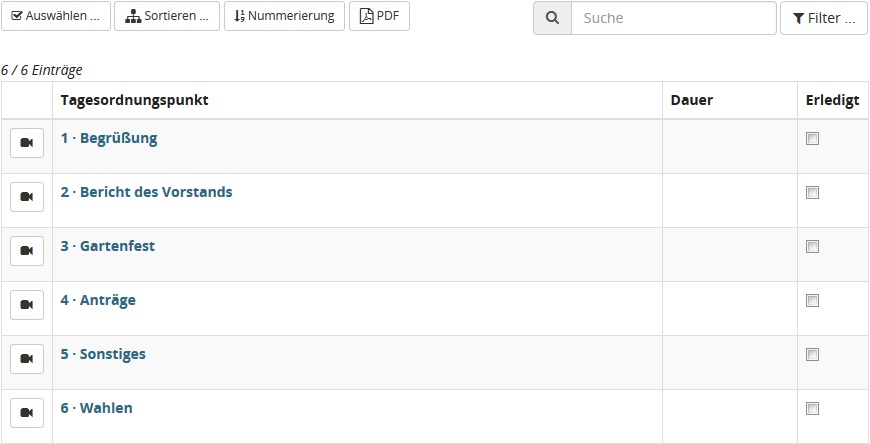 Auswählen ... Sortieren ... Nummerierung PDF Suche Filter ...
6 / 6 Einträge
Tagesordnungspunkt Dauer Erledigt
1 · Begrüßung
2 · Bericht des Vorstands
3 · Gartenfest
4 · Anträge
5 · Sonstiges
6 · Wahlen